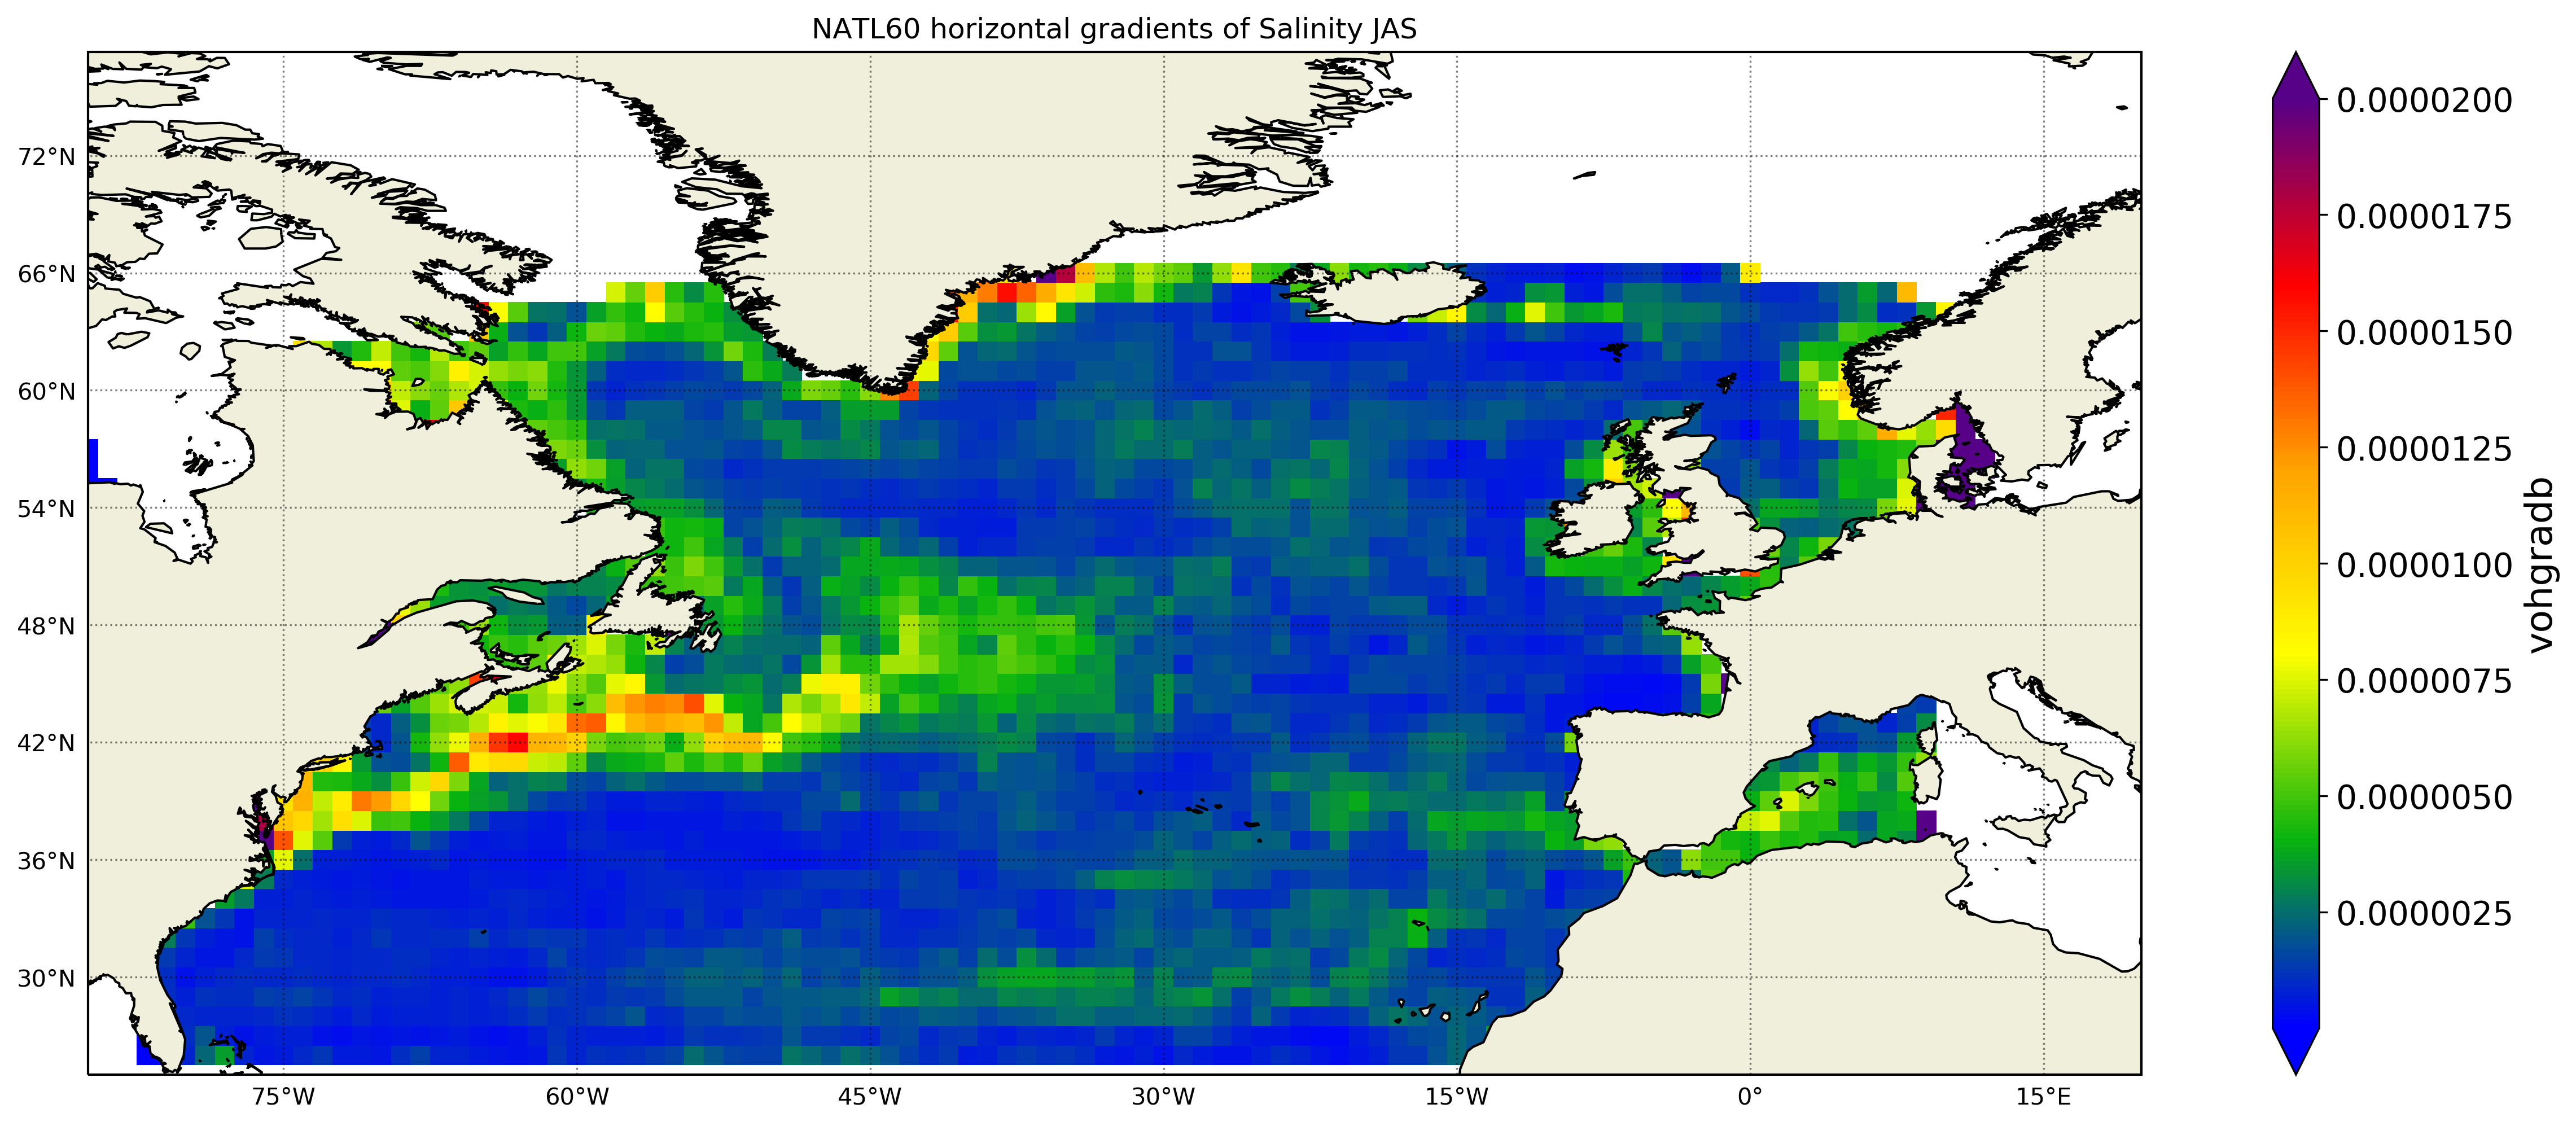 NATL60 horizontal gradients of Salinity JAS
72°N
66°N
60°N
54°N
48°N
42°N
36°N
30°N
75°W
60°W
45°W
30°W
15°W
0°
15°E
0.0000200
0.0000175
0.0000150
0.0000125
0.0000100
0.0000075
0.0000050
0.0000025
vohgradb